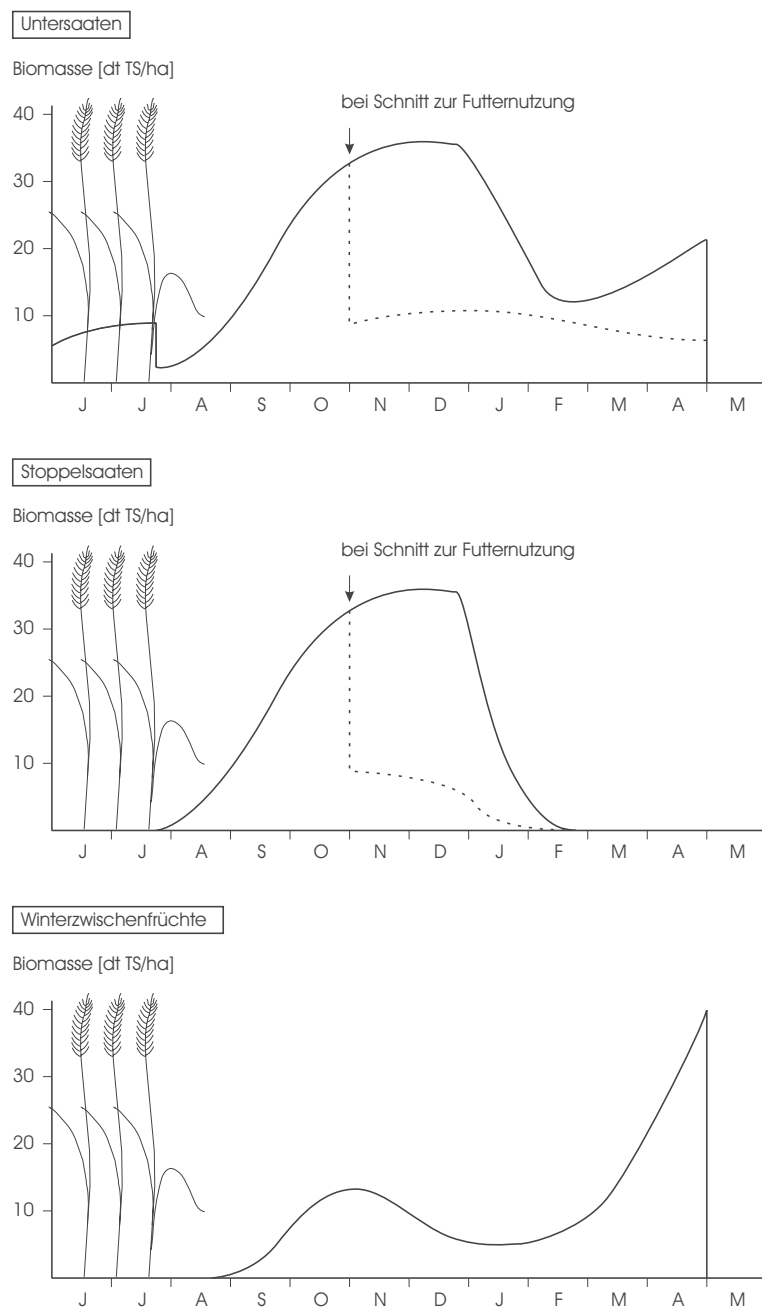 Untersaaten
Biomasse [dt TS/ha]
bei Schnitt zur Futternutzung
40
30
20
10
J J A S O N D J F M A M
Stoppelsaaten
Biomasse [dt TS/ha]
bei Schnitt zur Futternutzung
40
30
20
10
J J A S O N D J F M A M
Winterzwischenfrüchte
Biomasse [dt TS/ha]
40
30
20
10
J J A S O N D J F M A M